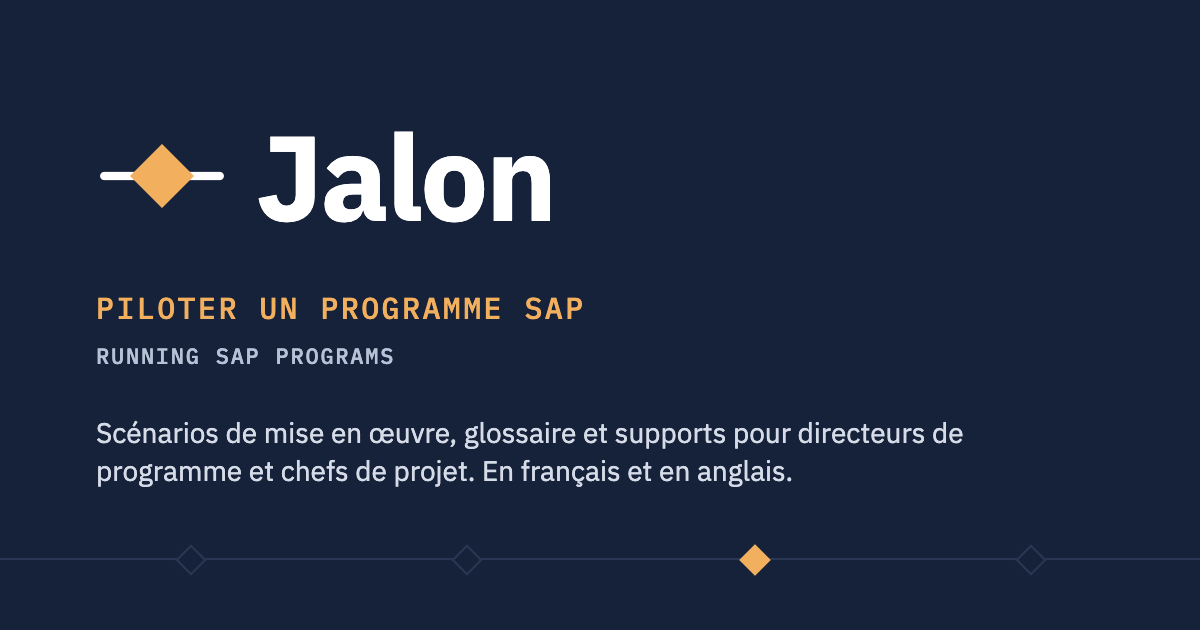 Jalon
PILOTER UN PROGRAMME SAP
RUNNING SAP PROGRAMS
Scénarios de mise en œuvre, glossaire et supports pour directeurs de
programme et chefs de projet. En français et en anglais.